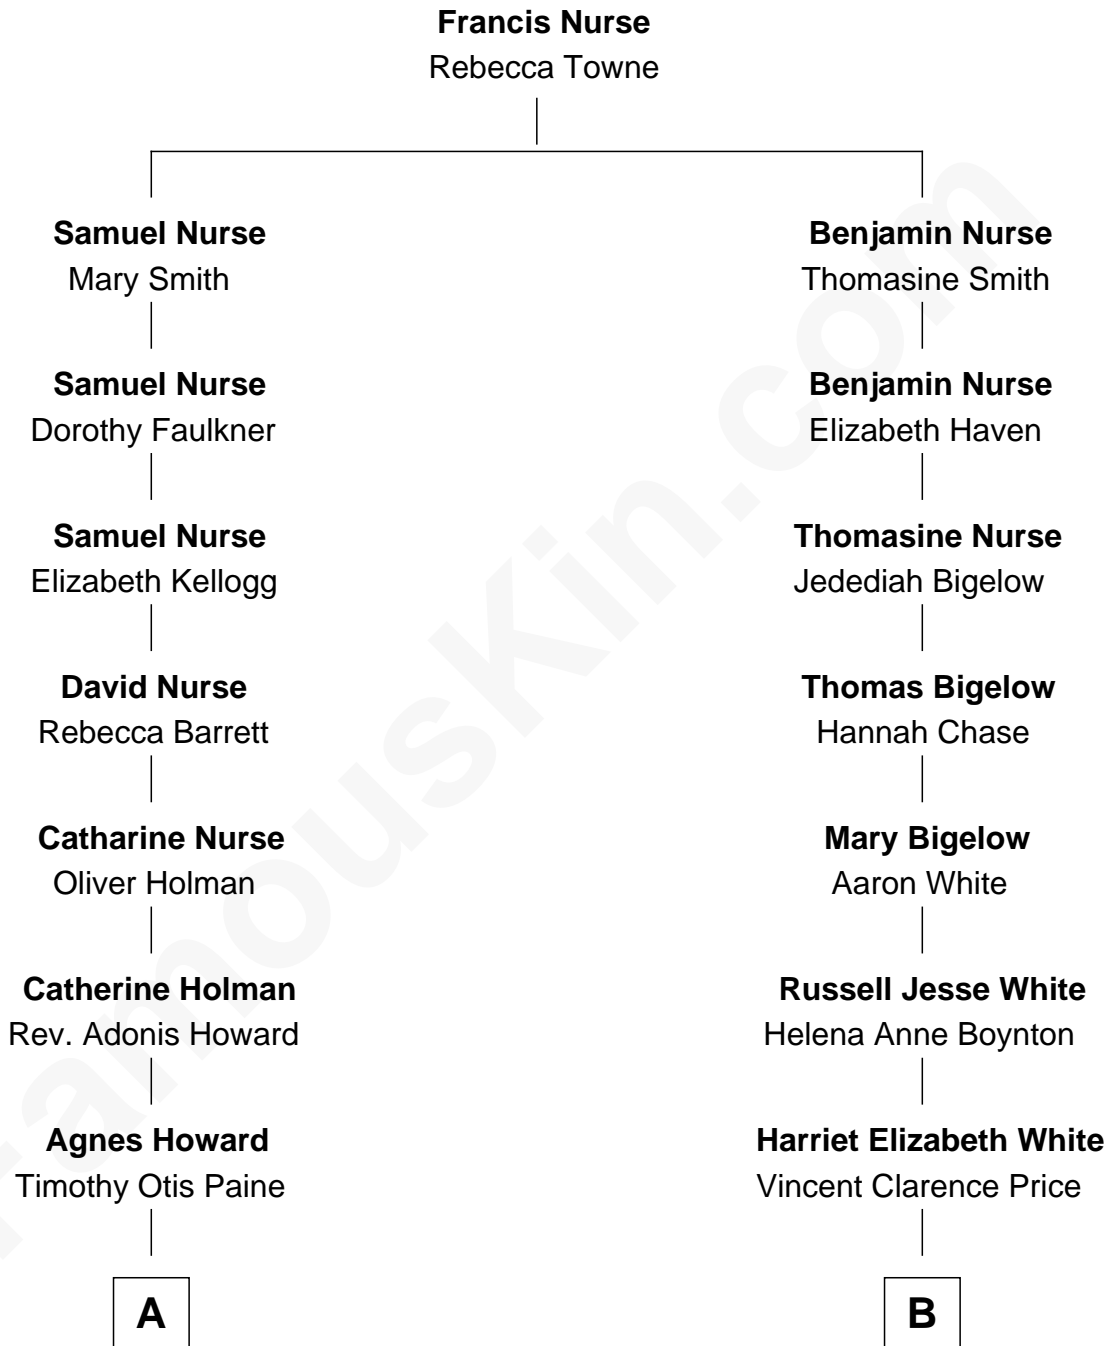 Francis Nurse
Rebecca Towne
Samuel Nurse
Mary Smith
Samuel Nurse
Dorothy Faulkner
Samuel Nurse
Elizabeth Kellogg
David Nurse
Rebecca Barrett
Catharine Nurse
Oliver Holman
Catherine Holman
Rev. Adonis Howard
Agnes Howard
Timothy Otis Paine
A
Benjamin Nurse
Thomasine Smith
Benjamin Nurse
Elizabeth Haven
Thomasine Nurse
Jedediah Bigelow
Thomas Bigelow
Hannah Chase
Mary Bigelow
Aaron White
Russell Jesse White
Helena Anne Boynton
Harriet Elizabeth White
Vincent Clarence Price
B
FamousKin.com